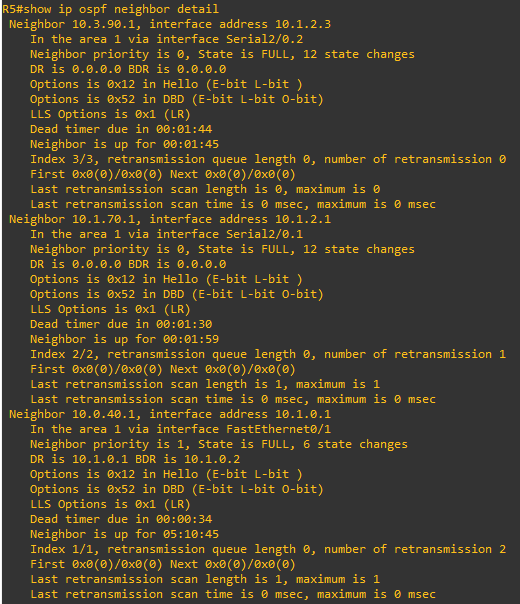 R5#show ip ospf neighbor detail
Neighbor 10.3.90.1, interface address 10.1.2.3
In the area 1 via interface Serial2/0.2
Neighbor priority is 0, State is FULL, 12 state changes
DR is 0.0.0.0 BDR is 0.0.0.0
Options is 0x12 in Hello (E-bit L-bit )
Options is 0x52 in DBD (E-bit L-bit O-bit)
LLS Options is 0x1 (LR)
Dead timer due in 00:01:44
Neighbor is up for 00:01:45
Index 3/3, retransmission queue length 0, number of retransmission 0
First 0x0(0)/0x0(0) Next 0x0(0)/0x0(0)
Last retransmission scan length is 0, maximum is 0
Last retransmission scan time is 0 msec, maximum is 0 msec
Neighbor 10.1.70.1, interface address 10.1.2.1
In the area 1 via interface Serial2/0.1
Neighbor priority is 0, State is FULL, 12 state changes
DR is 0.0.0.0 BDR is 0.0.0.0
Options is 0x12 in Hello (E-bit L-bit )
Options is 0x52 in DBD (E-bit L-bit O-bit)
LLS Options is 0x1 (LR)
Dead timer due in 00:01:30
Neighbor is up for 00:01:59
Index 2/2, retransmission queue length 0, number of retransmission 1
First 0x0(0)/0x0(0) Next 0x0(0)/0x0(0)
Last retransmission scan length is 1, maximum is 1
Last retransmission scan time is 0 msec, maximum is 0 msec
Neighbor 10.0.40.1, interface address 10.1.0.1
In the area 1 via interface FastEthernet0/1
Neighbor priority is 1, State is FULL, 6 state changes
DR is 10.1.0.1 BDR is 10.1.0.2
Options is 0x12 in Hello (E-bit L-bit )
Options is 0x52 in DBD (E-bit L-bit O-bit)
LLS Options is 0x1 (LR)
Dead timer due in 00:00:34
Neighbor is up for 05:10:45
Index 1/1, retransmission queue length 0, number of retransmission 2
First 0x0(0)/0x0(0) Next 0x0(0)/0x0(0)
Last retransmission scan length is 1, maximum is 1
Last retransmission scan time is 0 msec, maximum is 0 msec